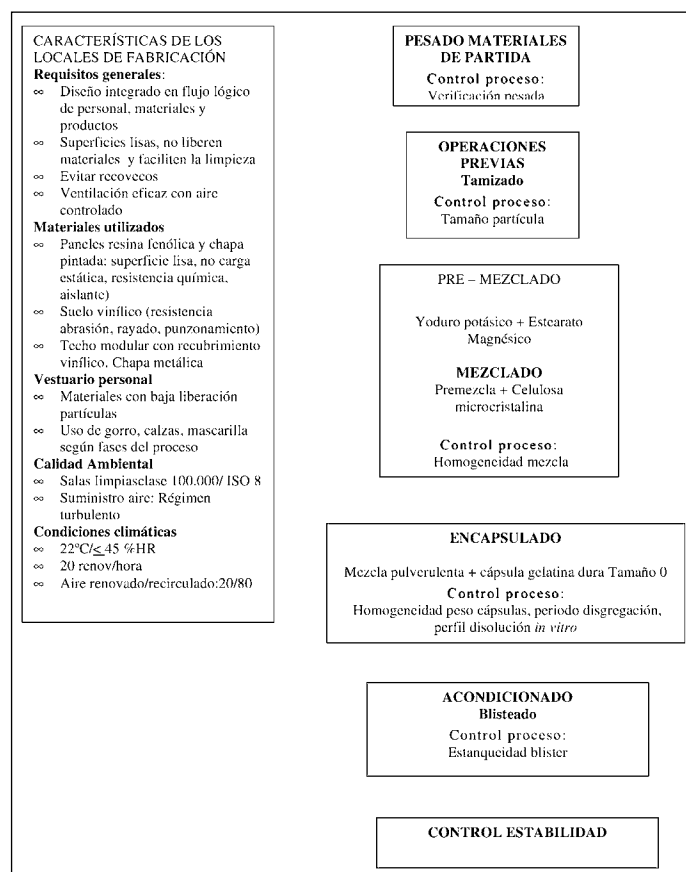 CARACTERÍSTICAS DE LOS
LOCALES DE FABRICACIÓN
Requisitos generales:
∞ Diseño integrado en flujo lógico
de personal, materiales y
productos
∞ Superficies lisas, no liberen
materiales y faciliten la limpieza
∞ Evitar recovecos
∞ Ventilación eficaz con aire
controlado
Materiales utilizados
∞ Paneles resina fenólica y chapa
pintada: superficie lisa, no carga
estática, resistencia química,
aislante)
∞ Suelo vinílico (resistencia
abrasión, rayado, punzonamiento)
∞ Techo modular con recubrimiento
vinílico. Chapa metálica
Vestuario personal
∞ Materiales con baja liberación
partículas
∞ Uso de gorro, calzas, mascarilla
según fases del proceso
Calidad Ambiental
∞ Salas limpiasclase 100.000/ ISO 8
∞ Suministro aire: Régimen
turbulento
Condiciones climáticas
∞ 22ºC/≤ 45 %HR
∞ 20 renov/hora
∞ Aire renovado/recirculado:20/80
PESADO MATERIALES
DE PARTIDA
Control proceso:
Verificación pesada
OPERACIONES
PREVIAS
Tamizado
Control proceso:
Tamaño partícula
PRE – MEZCLADO
Yoduro potásico + Estearato
Magnésico
MEZCLADO
Premezcla + Celulosa
microcristalina
Control proceso:
Homogeneidad mezcla
ENCAPSULADO
Mezcla pulverulenta + cápsula gelatina dura Tamaño 0
Control proceso:
Homogeneidad peso cápsulas, periodo disgregación,
perfil disolución in vitro
ACONDICIONADO
Blisteado
Control proceso:
Estanqueidad blister
CONTROL ESTABILIDAD